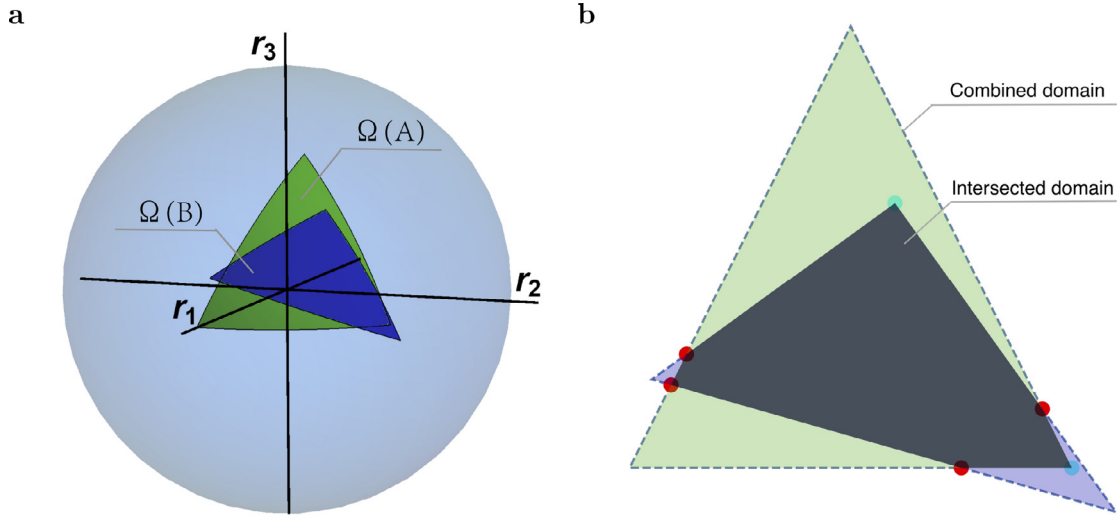 a
r3
Ω (A)
Ω (B)
r1
r2
b
Combined domain
Intersected domain